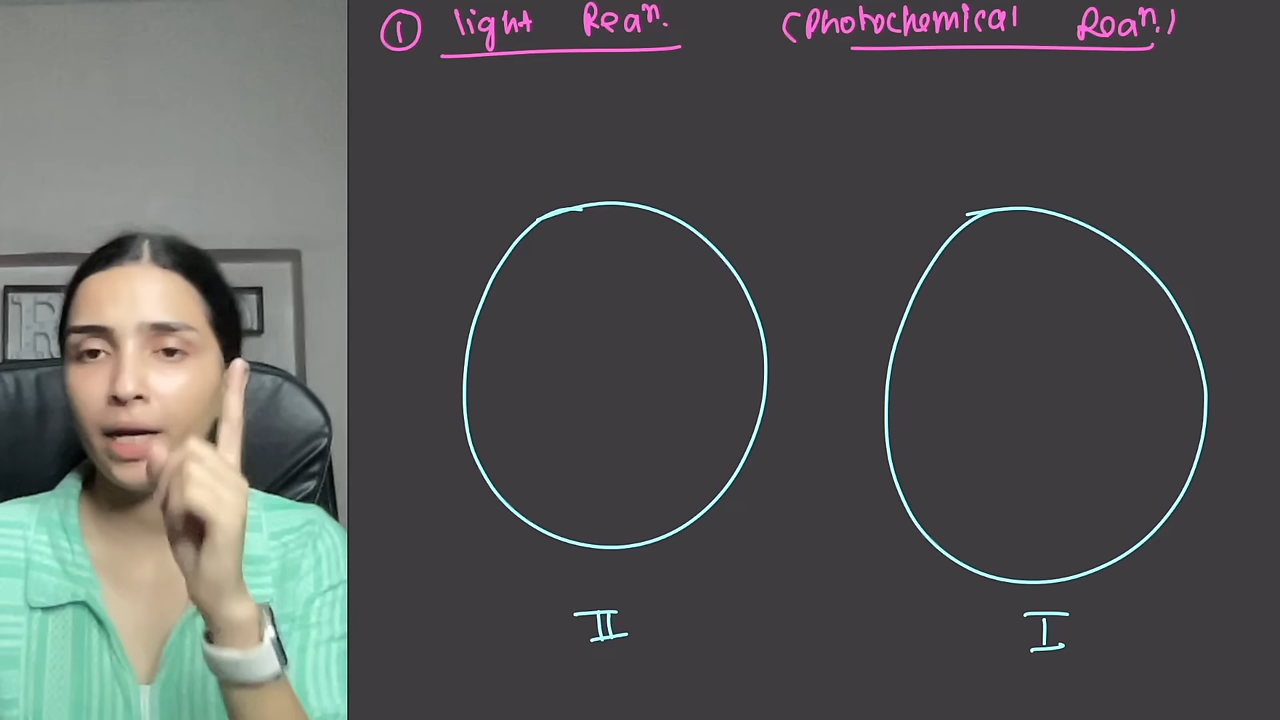 ① light Reaⁿ. (Photochemical Reaⁿ.)
II I